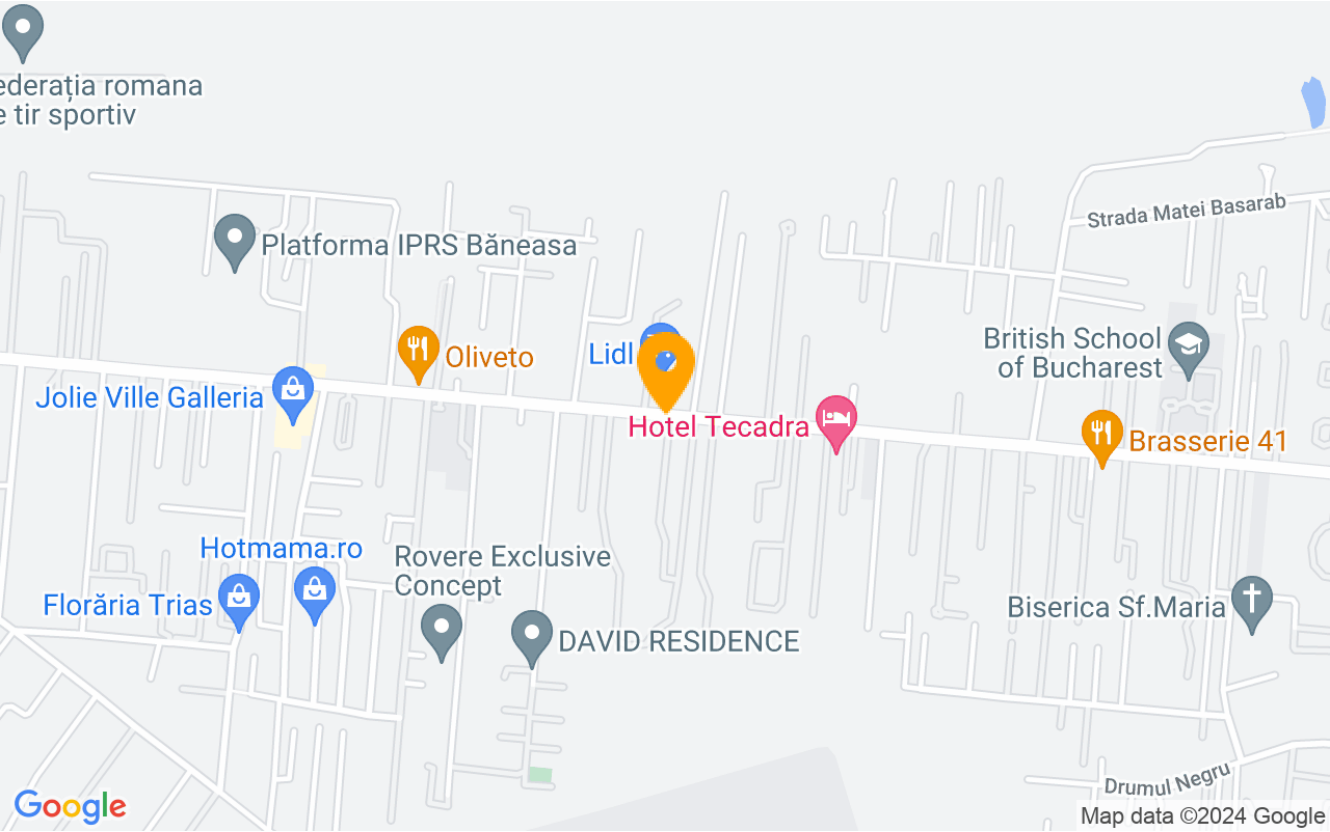 ederația romana
e tir sportiv
Strada Matei Basarab
Platforma IPRS Băneasa
British School
of Bucharest
Lidl
Oliveto
Jolie Ville Galleria
Hotel Tecadra
Brasserie 41
Hotmama.ro
Rovere Exclusive
Concept
Florăria Trias
Biserica Sf.Maria
DAVID RESIDENCE
Drumul Negru
Google
Map data ©2024 Google